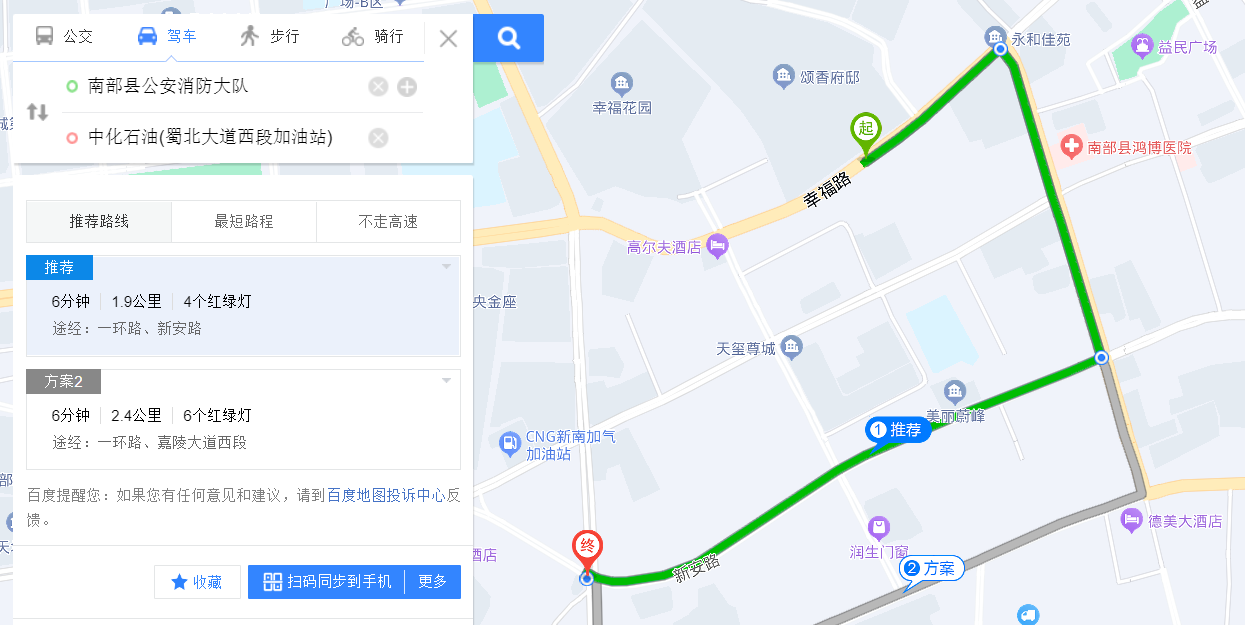 广场-B区
公交
驾车
步行
骑行
南部县公安消防大队
中化石油(蜀北大道西段加油站)
推荐路线
最短路程
不走高速
推荐
6分钟 1.9公里 4个红绿灯
途经：一环路、新安路
方案2
6分钟 2.4公里 6个红绿灯
途经：一环路、嘉陵大道西段
百度提醒您：如果您有任何意见和建议，请到百度地图投诉中心反
馈。
收藏
扫码同步到手机
更多
永和佳苑
益民广场
颂香府邸
幸福花园
起
南部县鸿博医院
幸福路
高尔夫酒店
央金座
天玺尊城
美丽蔚峰
1 推荐
CNG新南加气
加油站
德美大酒店
润生门窗
终
酒店
新安路
2 方案